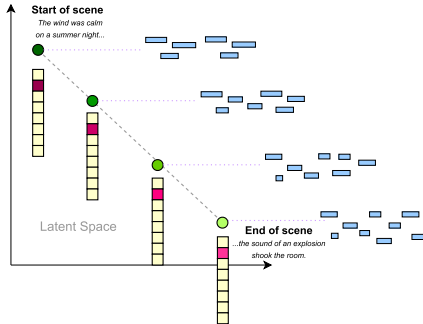 Start of scene
The wind was calm
on a summer night...
Latent Space
End of scene
...the sound of an explosion
shook the room.